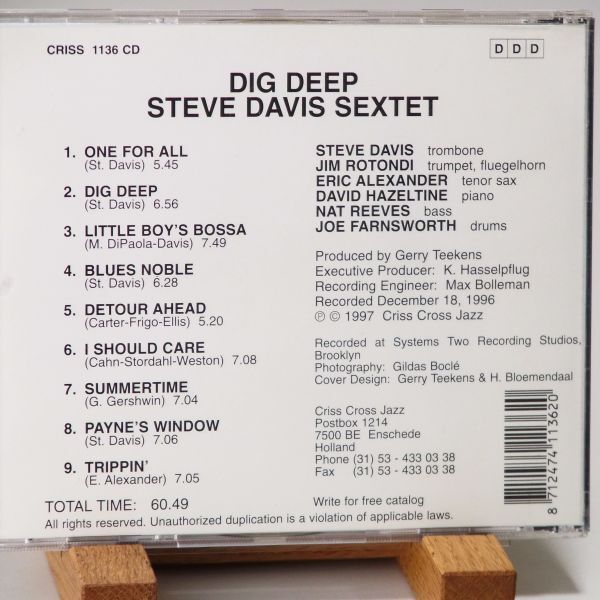 CRISS 1136 CD
D D D
DIG DEEP
STEVE DAVIS SEXTET
1. ONE FOR ALL
(St. Davis) 5.45
2. DIG DEEP
(St. Davis) 6.56
3. LITTLE BOY'S BOSSA
(M. DiPaola-Davis) 7.49
4. BLUES NOBLE
(St. Davis) 6.28
5. DETOUR AHEAD
(Carter-Frigo-Ellis) 5.20
6. I SHOULD CARE
(Cahn-Stordahl-Weston) 7.08
7. SUMMERTIME
(G. Gershwin) 7.04
8. PAYNE'S WINDOW
(St. Davis) 7.06
9. TRIPPIN'
(E. Alexander) 7.05
TOTAL TIME: 60.49
All rights reserved. Unauthorized duplication is a violation of applicable laws.
STEVE DAVIS trombone
JIM ROTONDI trumpet, fluegelhorn
ERIC ALEXANDER tenor sax
DAVID HAZELTINE piano
NAT REEVES bass
JOE FARNSWORTH drums
Produced by Gerry Teekens
Executive Producer: K. Hasselpflug
Recording Engineer: Max Bolleman
Recorded December 18, 1996
℗ © 1997 Criss Cross Jazz
Recorded at Systems Two Recording Studios,
Brooklyn
Photography: Gildas Boclé
Cover Design: Gerry Teekens & H. Bloemendaal
Criss Cross Jazz
Postbox 1214
7500 BE Enschede
Holland
Phone (31) 53 - 433 03 38
Fax (31) 53 - 433 03 38
Write for free catalog
8 712474 113620